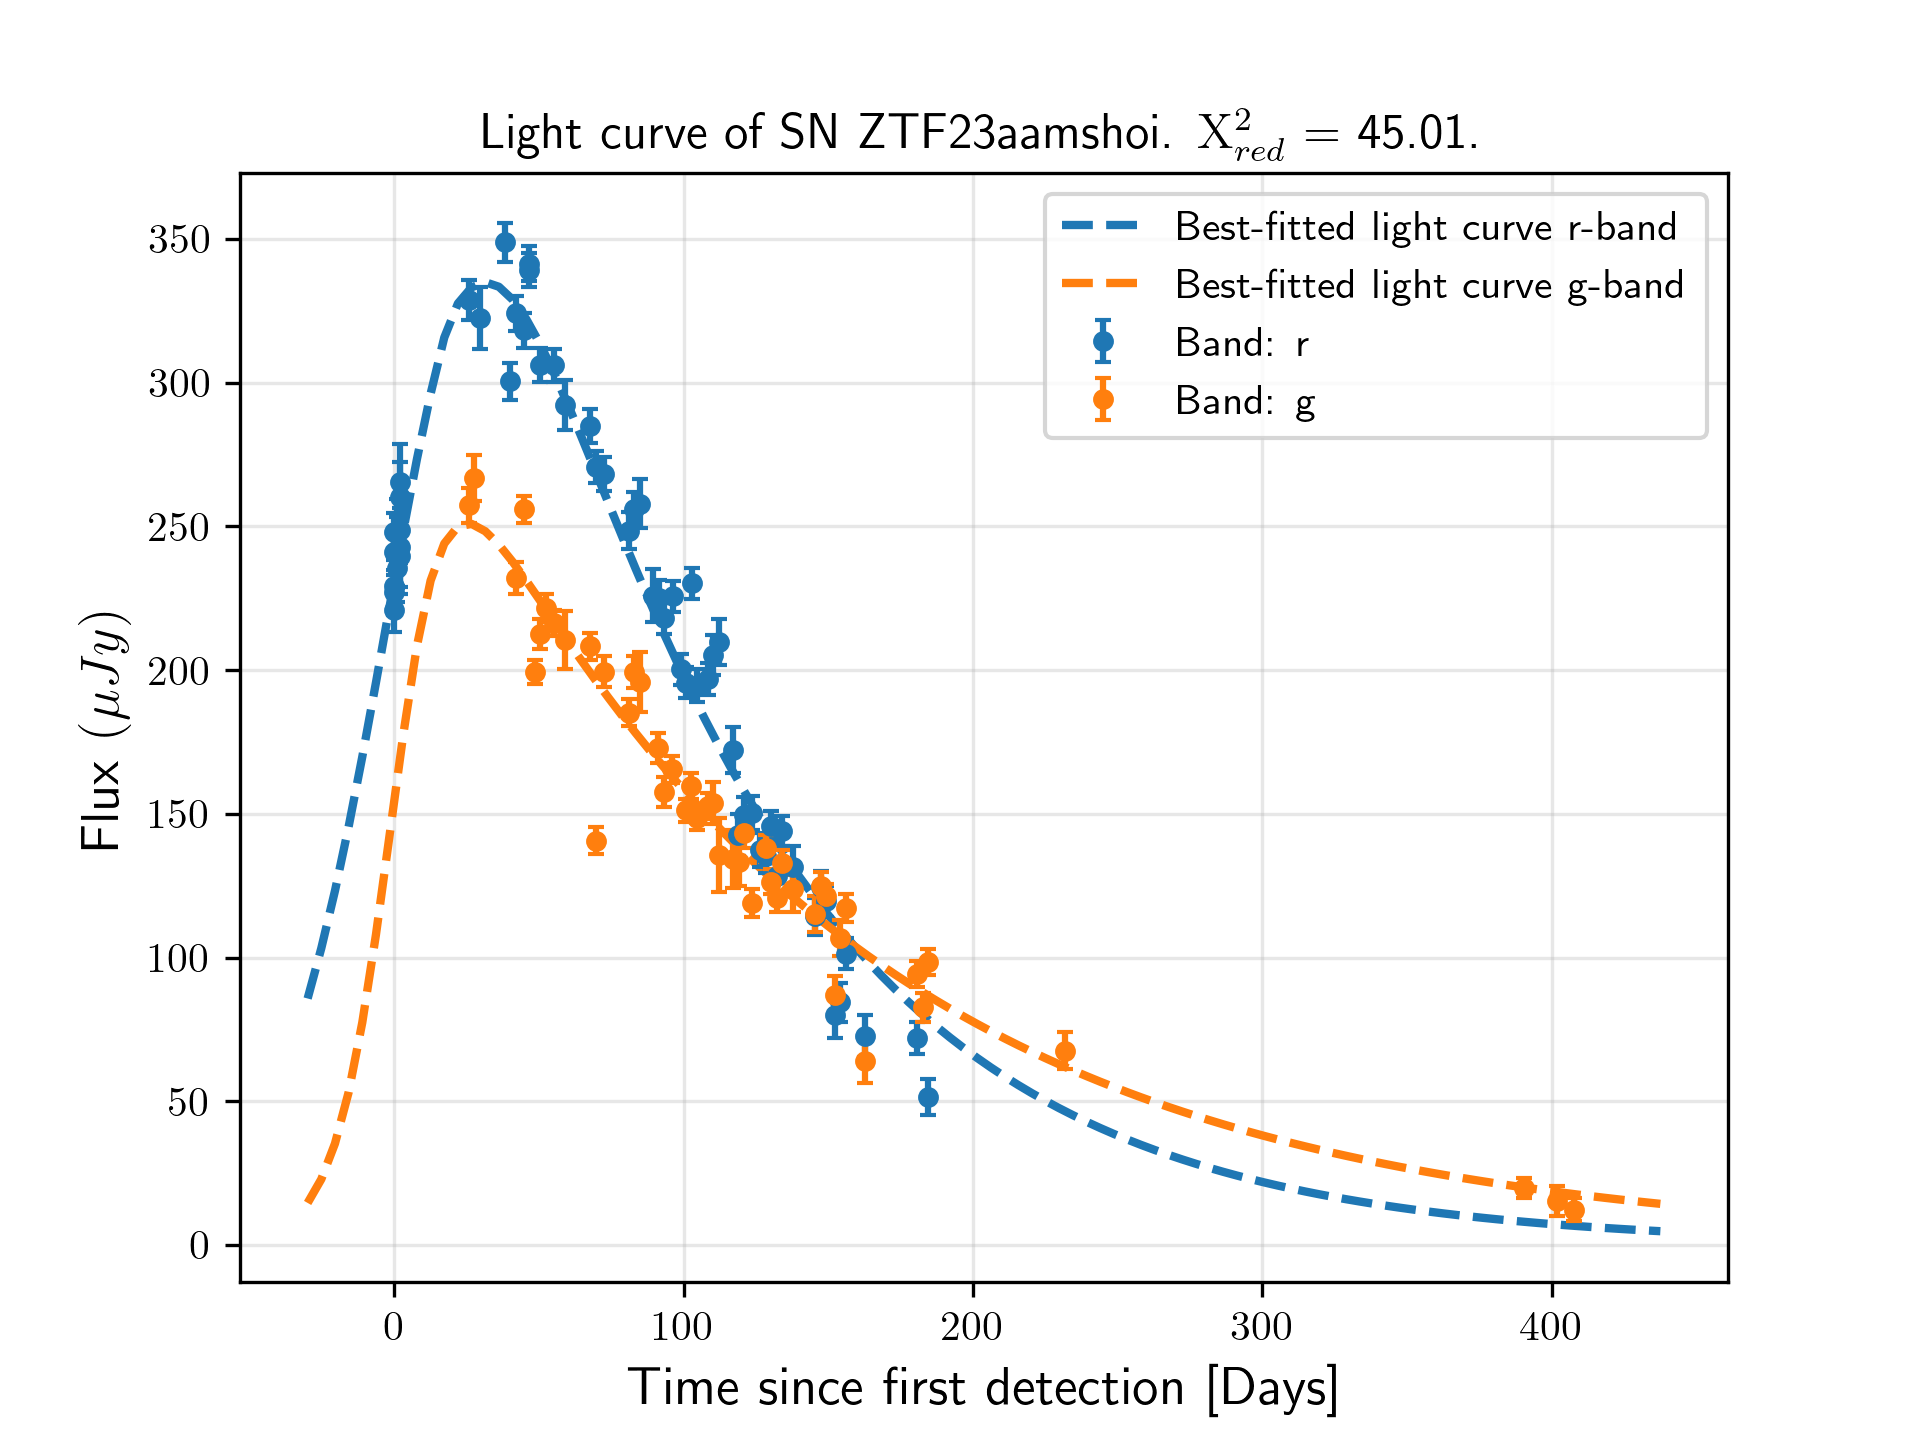 Light curve of SN ZTF23aamshoi. X²_red = 45.01.
Best-fitted light curve r-band
Best-fitted light curve g-band
Band: r
Band: g
Flux (μJy)
350
300
250
200
150
100
50
0
0 100 200 300 400
Time since first detection [Days]